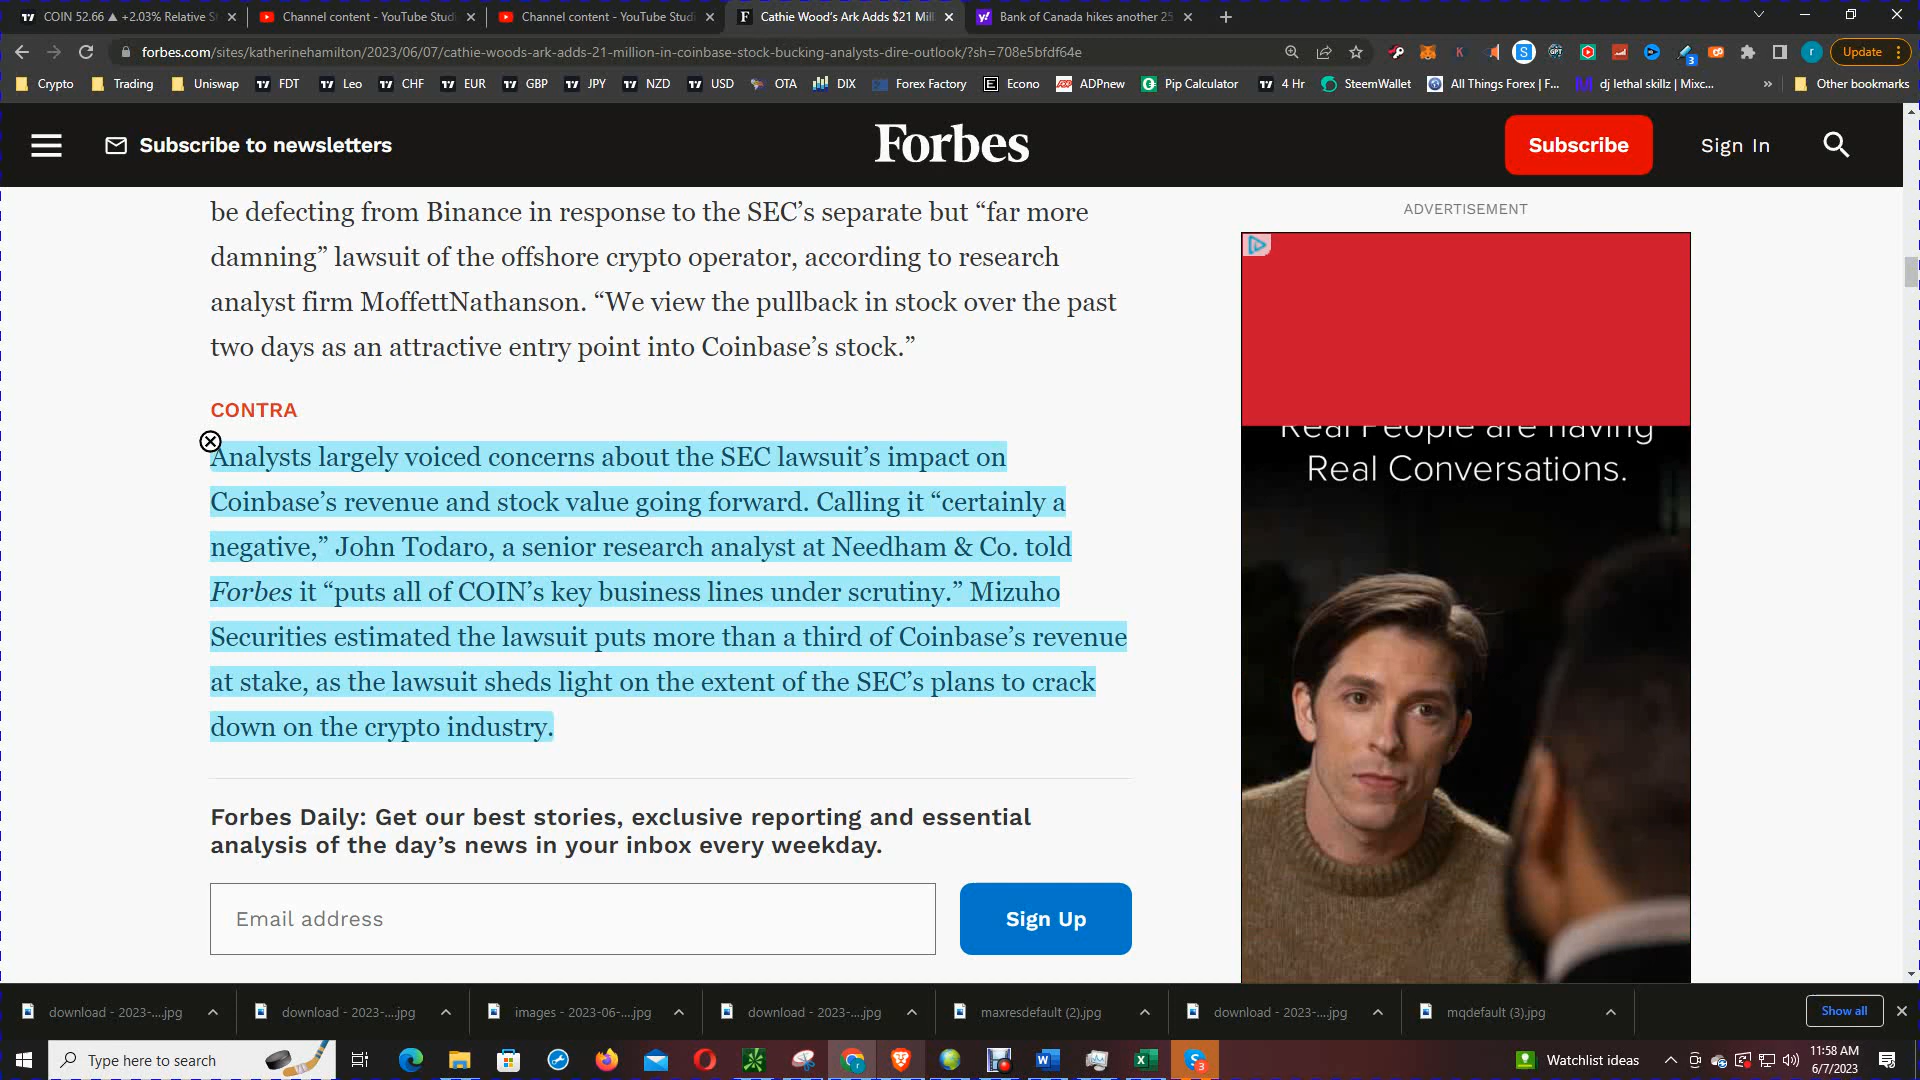 COIN 52.66 ▲ +2.03% Relative St
Channel content - YouTube Studi
Channel content - YouTube Studi
Cathie Wood's Ark Adds $21 Mill
Bank of Canada hikes another 25
forbes.com/sites/katherinehamilton/2023/06/07/cathie-woods-ark-adds-21-million-in-coinbase-stock-bucking-analysts-dire-outlook/?sh=708e5bfdf64e
Update
Crypto
Trading
Uniswap
FDT
Leo
CHF
EUR
GBP
JPY
NZD
USD
OTA
DIX
Forex Factory
Econo
ADPnew
Pip Calculator
4 Hr
SteemWallet
All Things Forex | F...
dj lethal skillz | Mixc...
»
Other bookmarks
Subscribe to newsletters
Forbes
Subscribe
Sign In
be defecting from Binance in response to the SEC's separate but “far more
damning” lawsuit of the offshore crypto operator, according to research
analyst firm MoffettNathanson. “We view the pullback in stock over the past
two days as an attractive entry point into Coinbase's stock.”
CONTRA
Analysts largely voiced concerns about the SEC lawsuit's impact on
Coinbase's revenue and stock value going forward. Calling it “certainly a
negative,” John Todaro, a senior research analyst at Needham & Co. told
Forbes it “puts all of COIN's key business lines under scrutiny.” Mizuho
Securities estimated the lawsuit puts more than a third of Coinbase's revenue
at stake, as the lawsuit sheds light on the extent of the SEC's plans to crack
down on the crypto industry.
Forbes Daily: Get our best stories, exclusive reporting and essential
analysis of the day's news in your inbox every weekday.
Email address
Sign Up
ADVERTISEMENT
Real People are having
Real Conversations.
download - 2023-....jpg
download - 2023-....jpg
images - 2023-06-....jpg
download - 2023-....jpg
maxresdefault (2).jpg
download - 2023-....jpg
mqdefault (3).jpg
Show all
Type here to search
Watchlist ideas
11:58 AM
6/7/2023